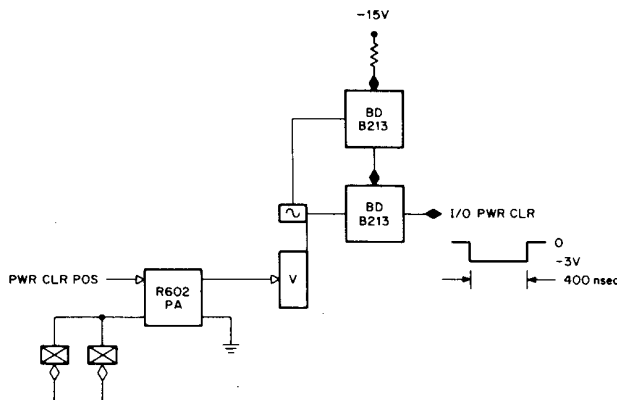 -15V
BD
B213
BD
B213
I/O PWR CLR
0
-3V
400 nsec
PWR CLR POS
R602
PA
V